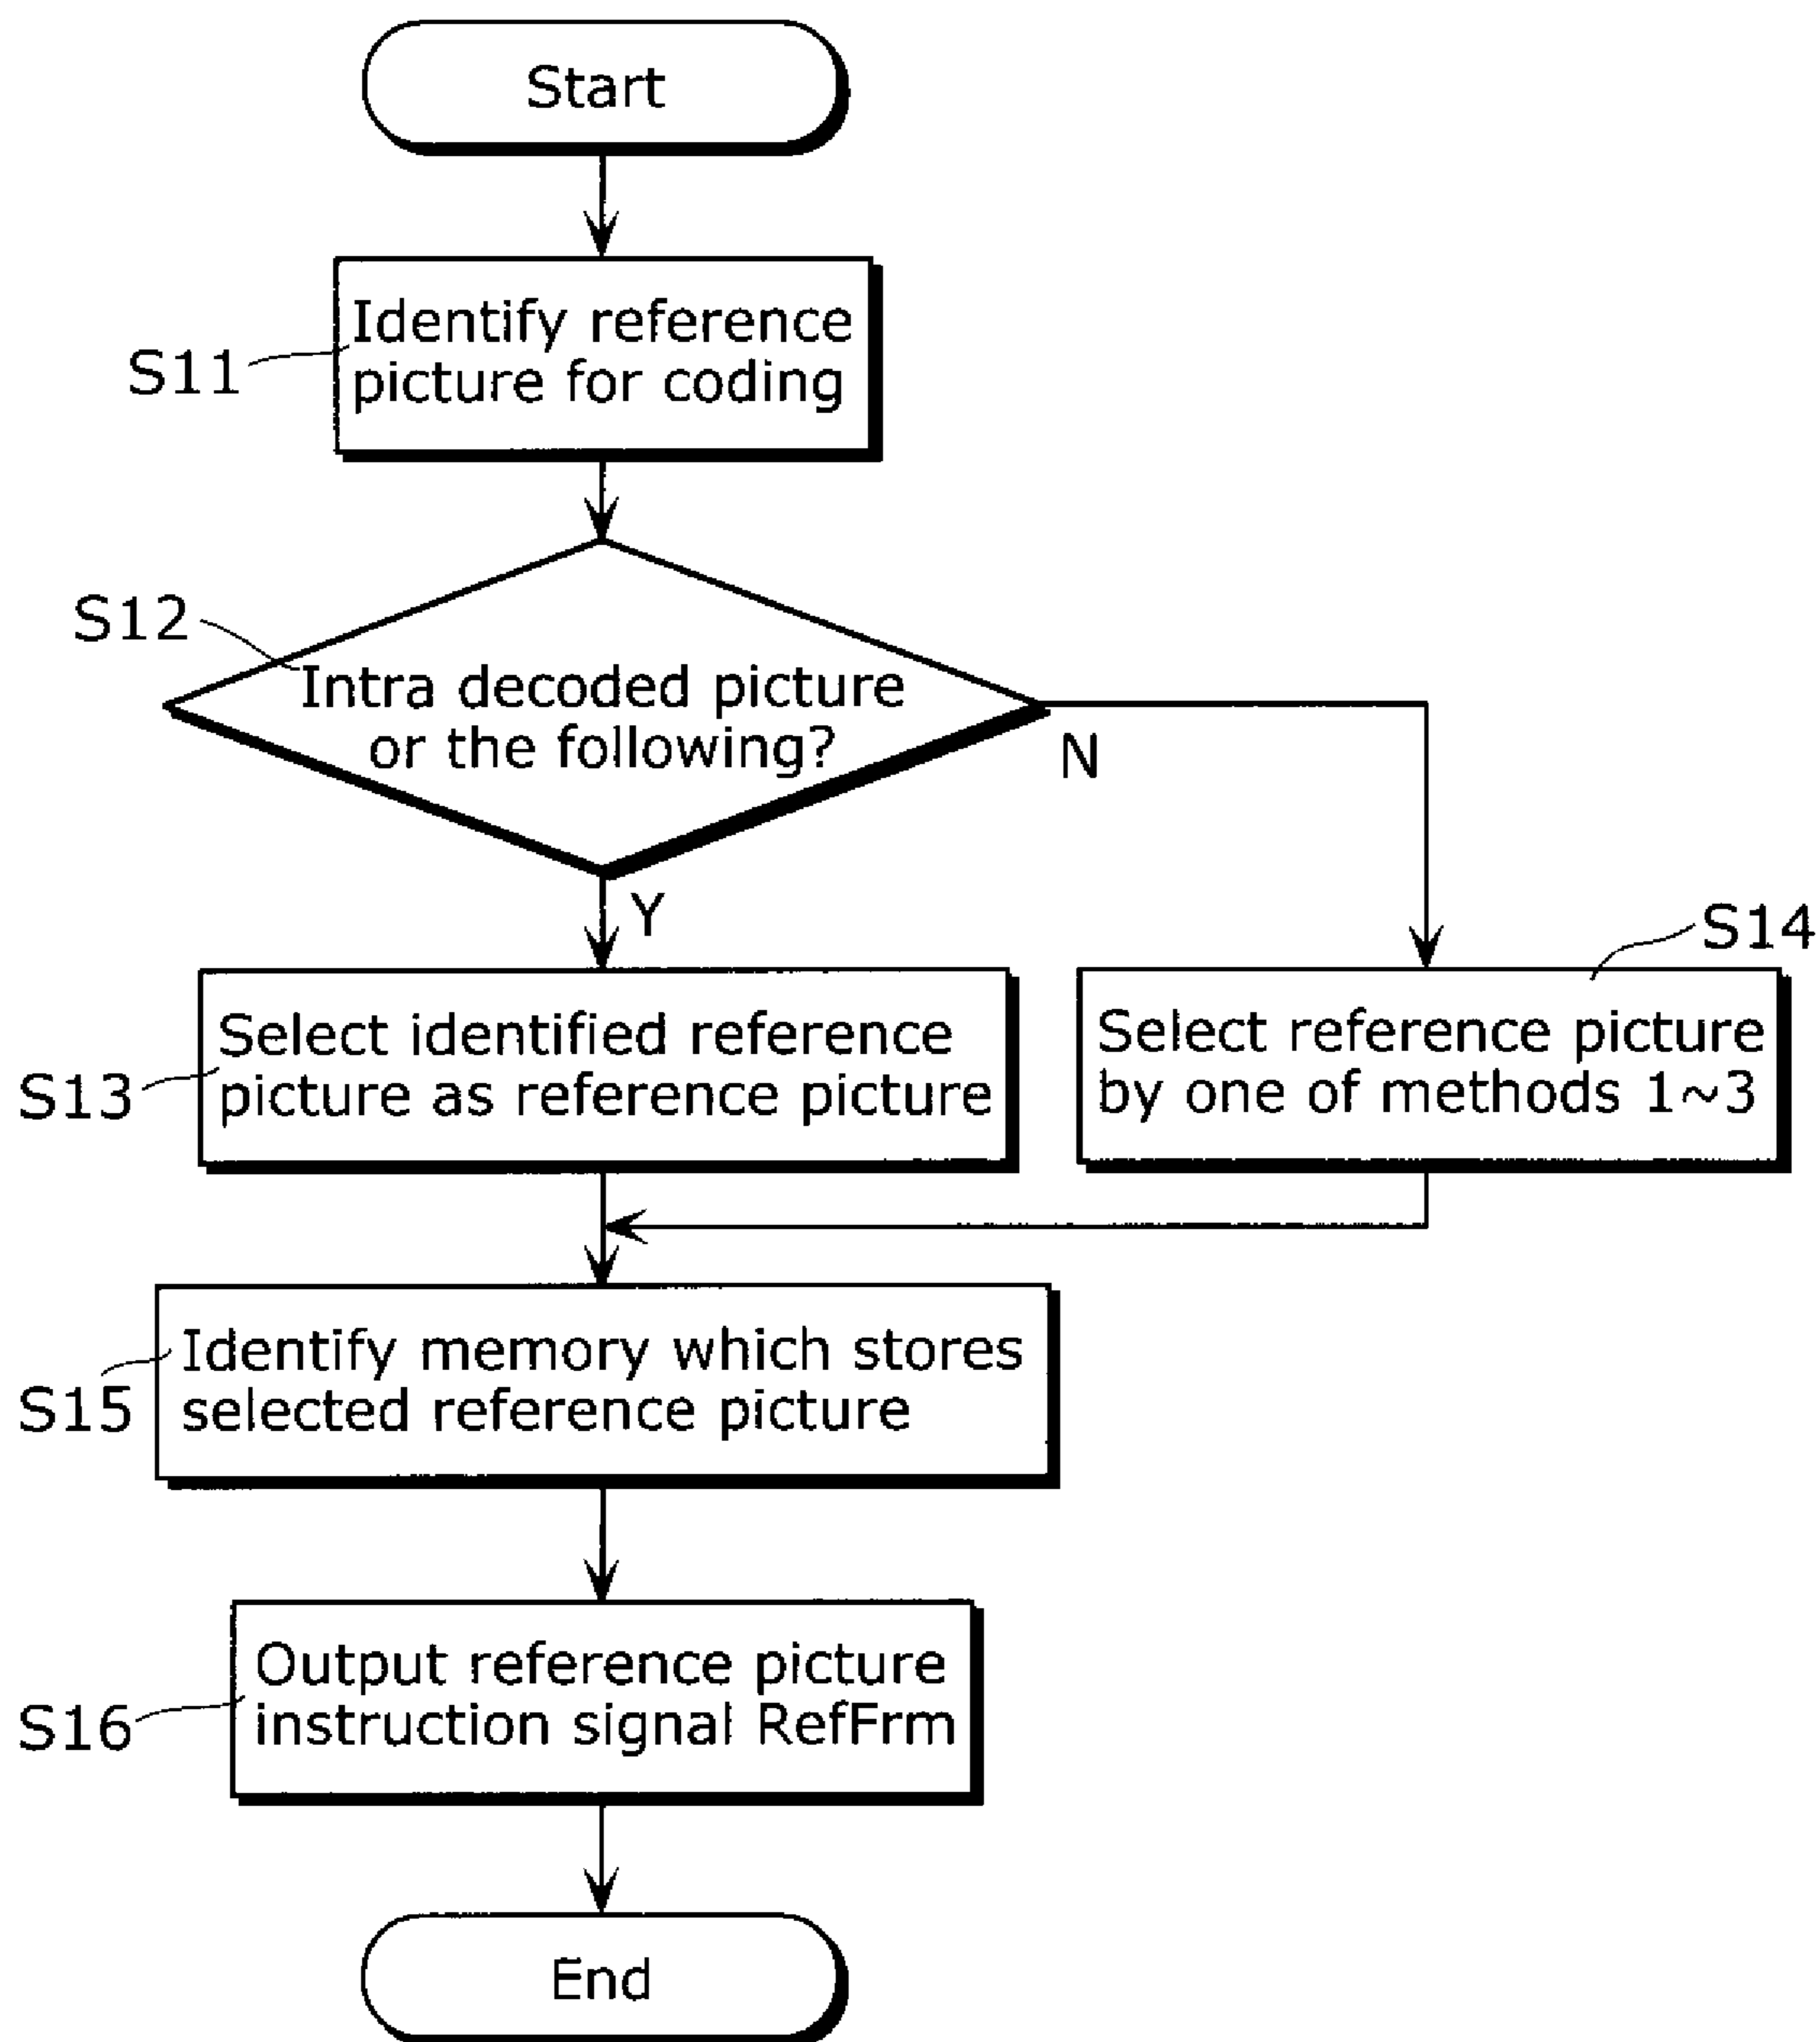 Start
Identify reference
picture for coding
S11
S12
Intra decoded picture
or the following?
N
Y
S14
Select identified reference
picture as reference picture
S13
Select reference picture
by one of methods 1~3
Identify memory which stores
selected reference picture
S15
Output reference picture
instruction signal RefFrm
S16
End